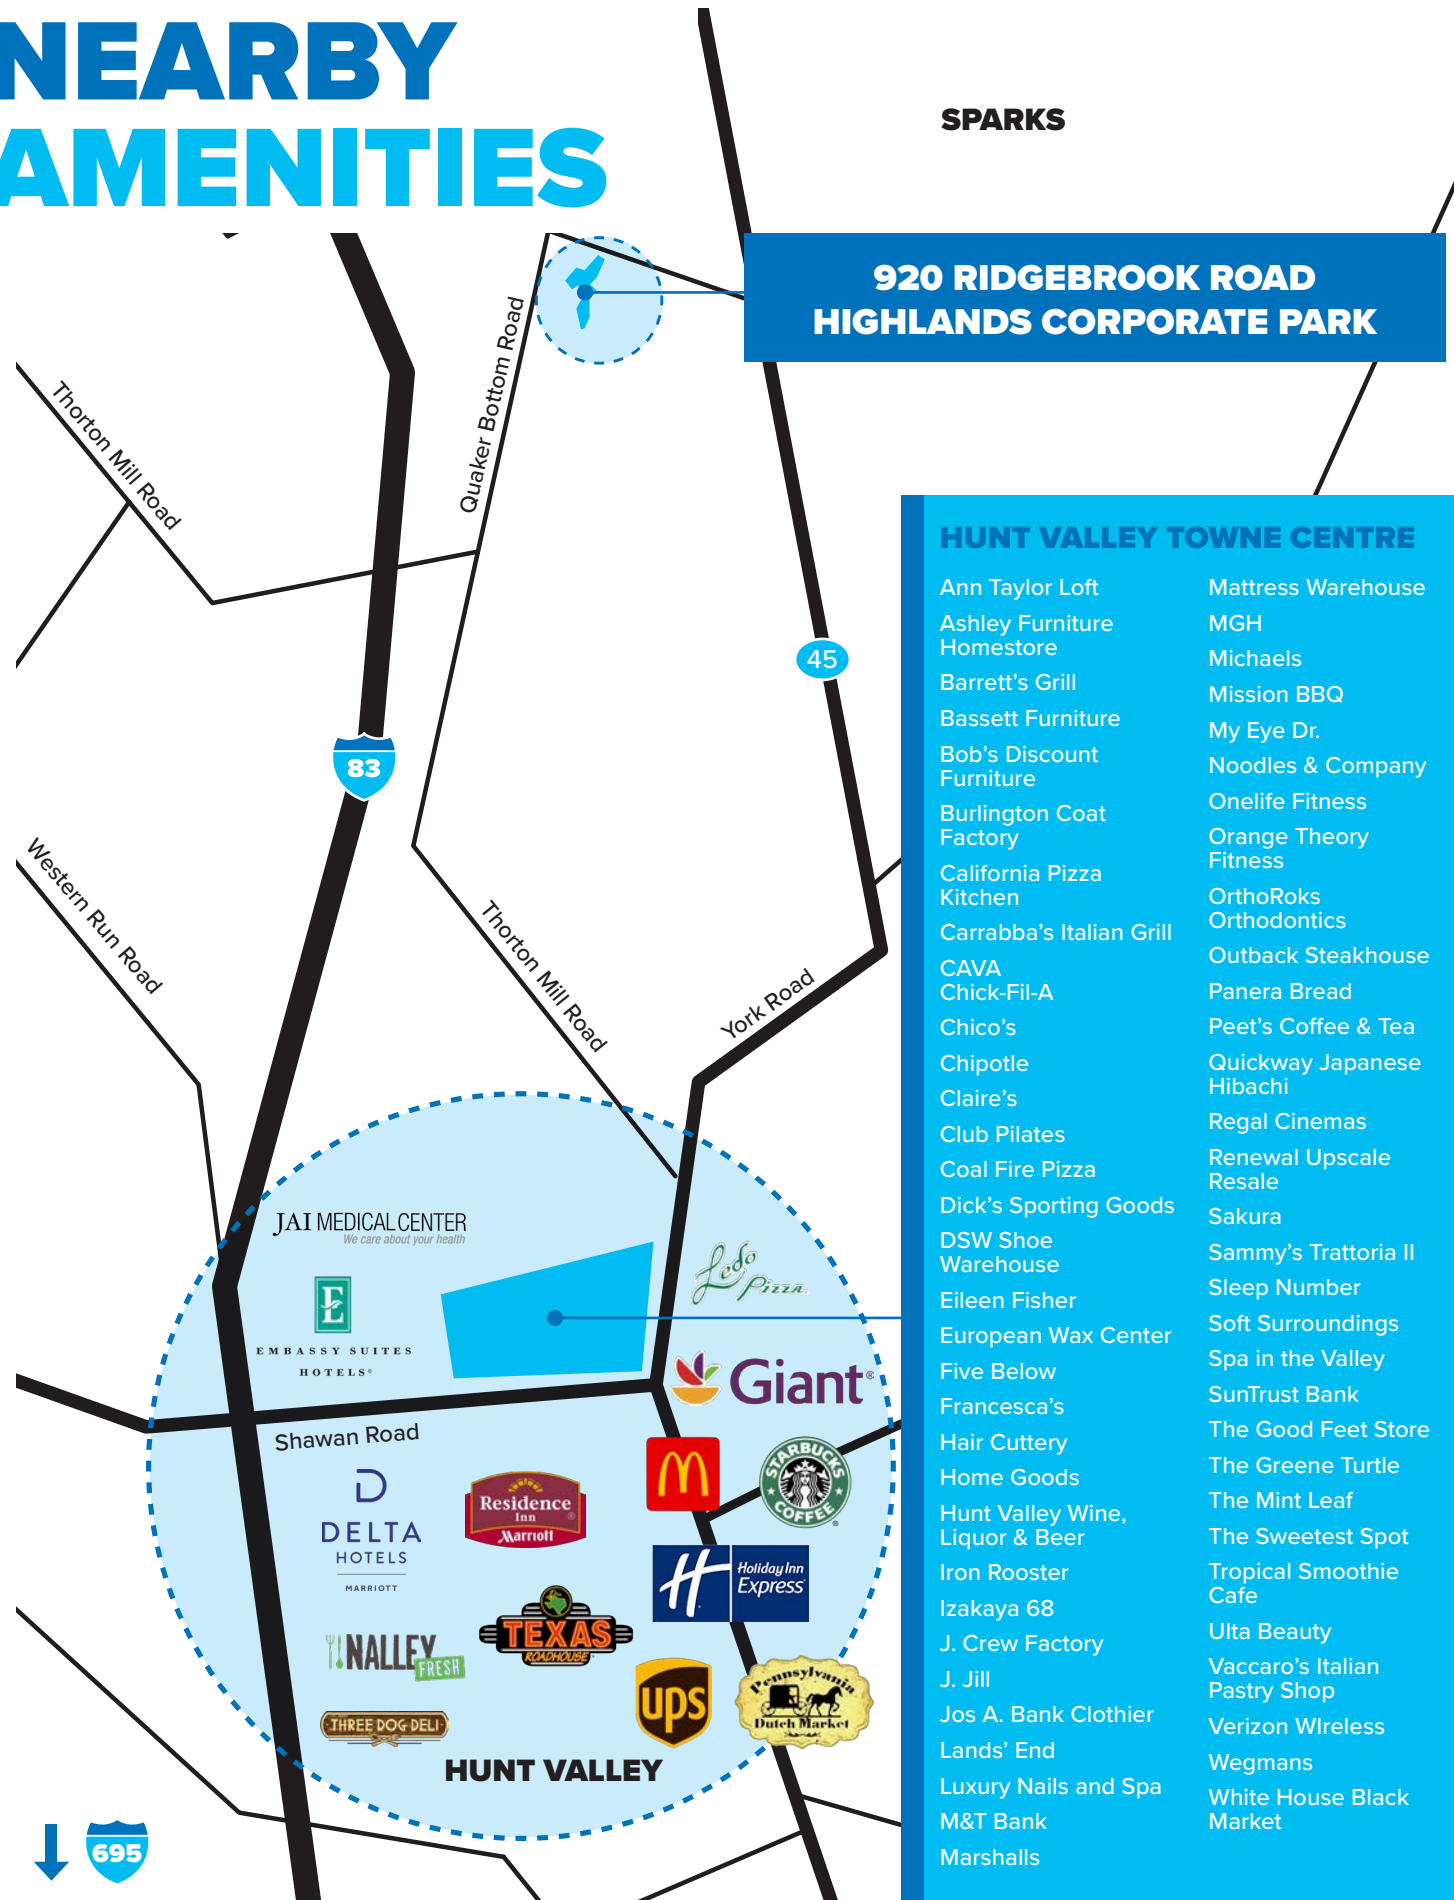 NEARBY
AMENITIES
SPARKS
920 RIDGEBROOK ROAD
HIGHLANDS CORPORATE PARK
Thorton Mill Road
Quaker Bottom Road
45
83
Western Run Road
Thorton Mill Road
York Road
JAI MEDICAL CENTER
We care about your health
E
EMBASSY SUITES
HOTELS®
Ledo
Pizza
Giant®
Shawan Road
D
DELTA
HOTELS
MARRIOTT
Residence
Inn
®
Marriott
M
STARBUCKS
COFFEE
®
H
Holiday Inn
Express
TEXAS
ROADHOUSE
NALLEY
FRESH
ups
Pennsylvania
Dutch Market
THREE DOG DELI
HUNT VALLEY
695
HUNT VALLEY TOWNE CENTRE
Ann Taylor Loft
Ashley Furniture
Homestore
Barrett’s Grill
Bassett Furniture
Bob’s Discount
Furniture
Burlington Coat
Factory
California Pizza
Kitchen
Carrabba’s Italian Grill
CAVA
Chick-Fil-A
Chico’s
Chipotle
Claire’s
Club Pilates
Coal Fire Pizza
Dick’s Sporting Goods
DSW Shoe
Warehouse
Eileen Fisher
European Wax Center
Five Below
Francesca’s
Hair Cuttery
Home Goods
Hunt Valley Wine,
Liquor & Beer
Iron Rooster
Izakaya 68
J. Crew Factory
J. Jill
Jos A. Bank Clothier
Lands’ End
Luxury Nails and Spa
M&T Bank
Marshalls
Mattress Warehouse
MGH
Michaels
Mission BBQ
My Eye Dr.
Noodles & Company
Onelife Fitness
Orange Theory
Fitness
OrthoRoks
Orthodontics
Outback Steakhouse
Panera Bread
Peet’s Coffee & Tea
Quickway Japanese
Hibachi
Regal Cinemas
Renewal Upscale
Resale
Sakura
Sammy’s Trattoria II
Sleep Number
Soft Surroundings
Spa in the Valley
SunTrust Bank
The Good Feet Store
The Greene Turtle
The Mint Leaf
The Sweetest Spot
Tropical Smoothie
Cafe
Ulta Beauty
Vaccaro’s Italian
Pastry Shop
Verizon WIreless
Wegmans
White House Black
Market